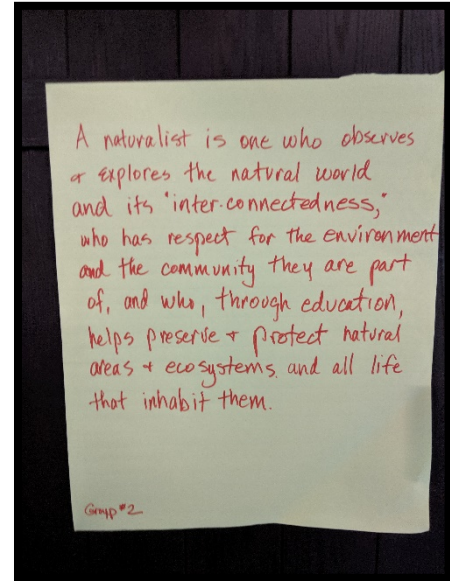 A naturalist is one who observes
+ explores the natural world
and its "inter-connectedness,"
who has respect for the environment
and the community they are part
of, and who, through education,
helps preserve + protect natural
areas + ecosystems and all life
that inhabit them.
Group #2